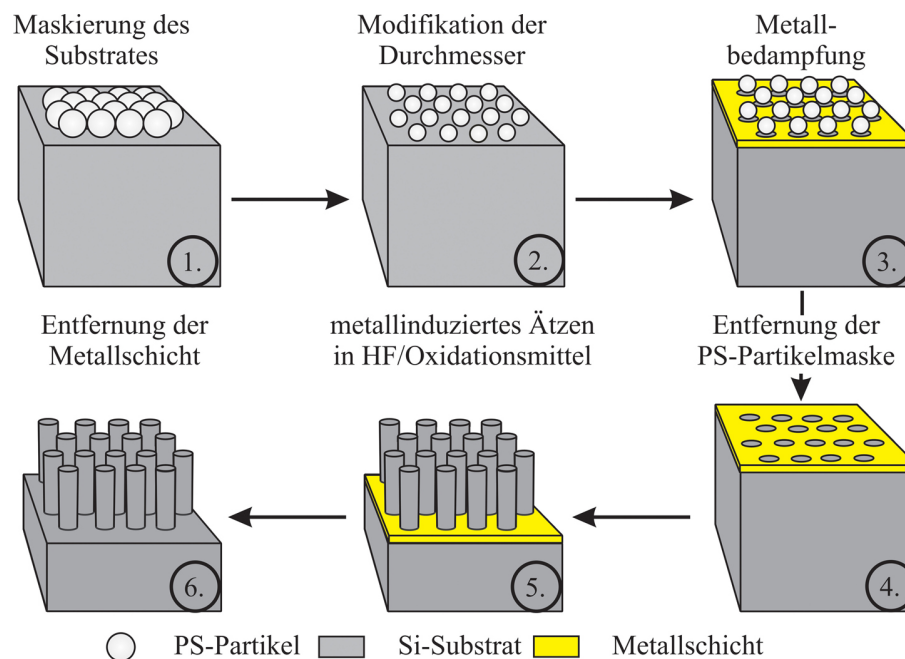 Maskierung des
Substrates
Modifikation der
Durchmesser
Metall-
bedampfung
1.
2.
3.
Entfernung der
Metallschicht
metallinduziertes Ätzen
in HF/Oxidationsmittel
Entfernung der
PS-Partikelmaske
6.
5.
4.
PS-Partikel
Si-Substrat
Metallschicht